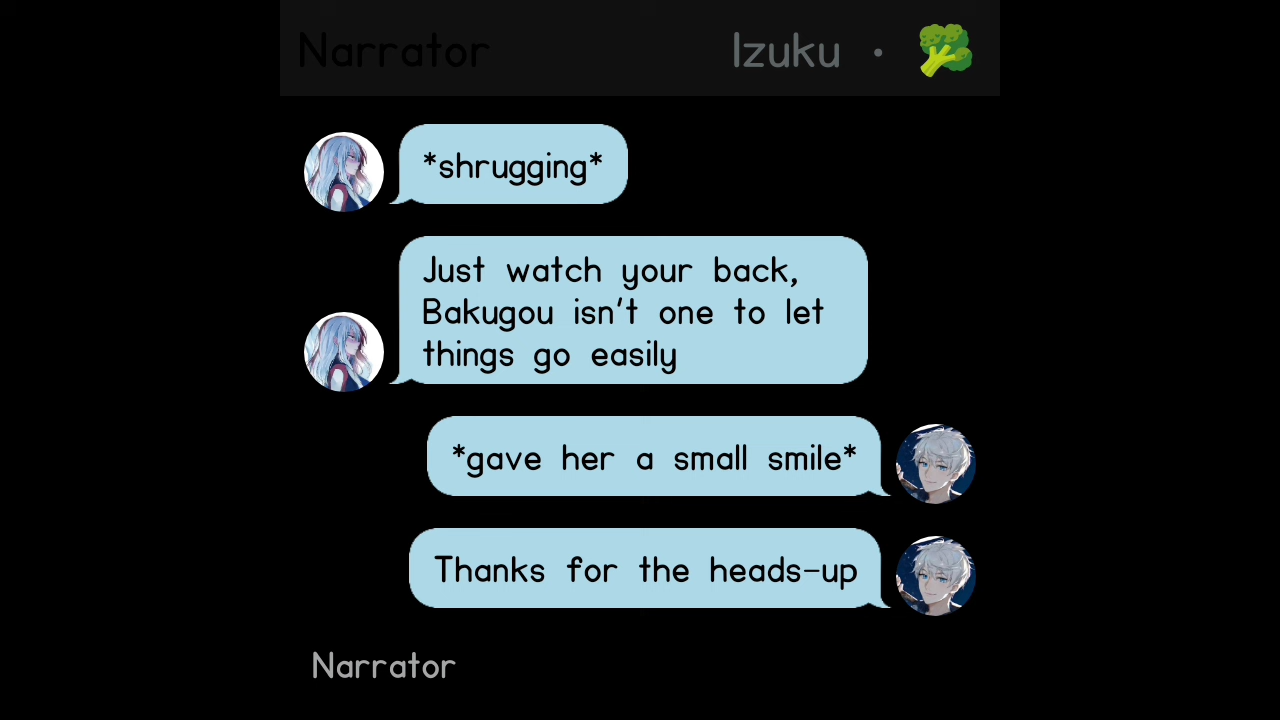 Narrator
Izuku • 🥦
*shrugging*
Just watch your back,
Bakugou isn't one to let
things go easily
*gave her a small smile*
Thanks for the heads-up
Narrator